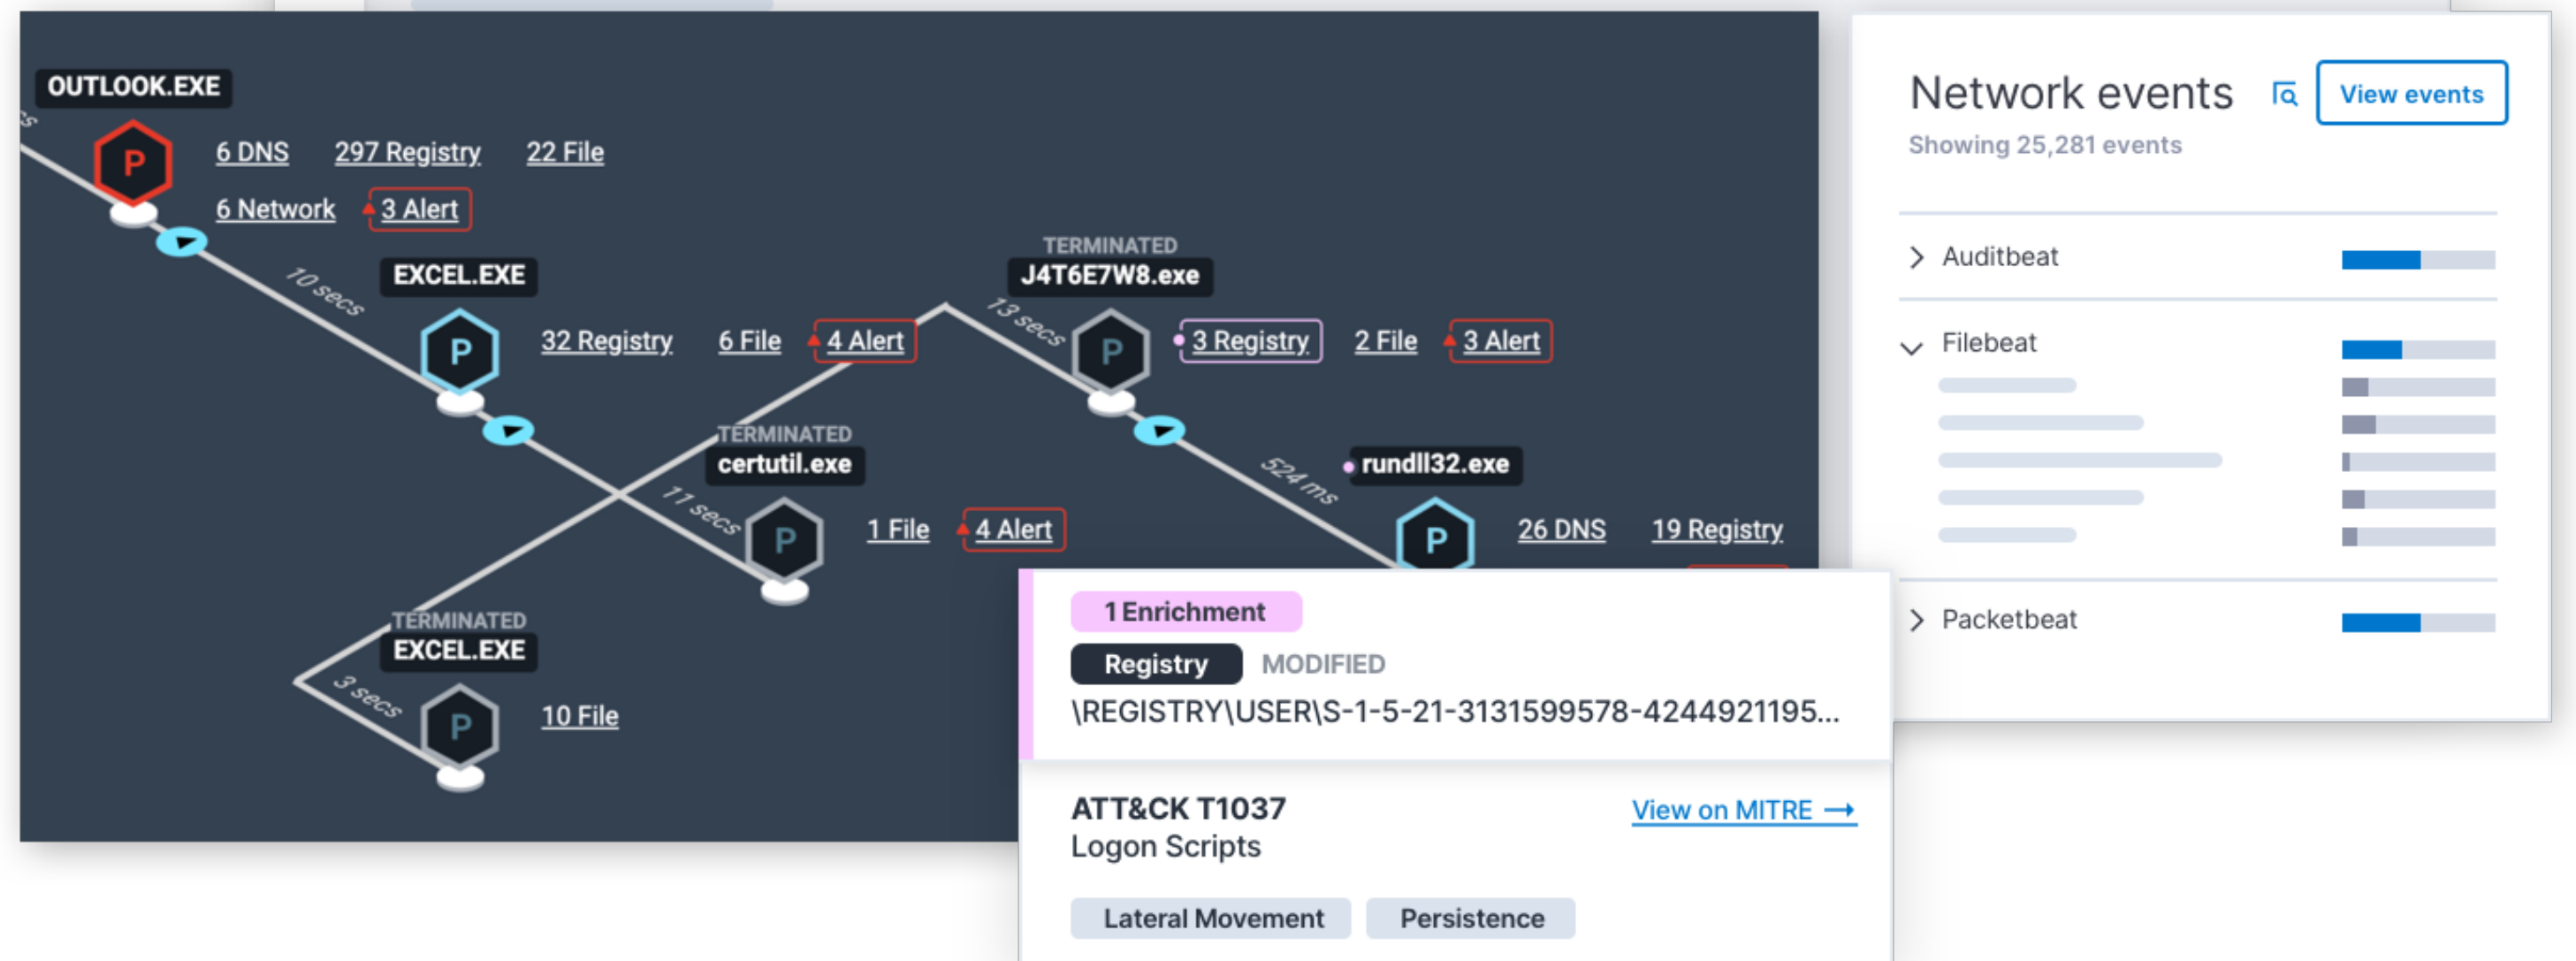 OUTLOOK.EXE
P
6 DNS 297 Registry 22 File
6 Network 3 Alert
10 secs
EXCEL.EXE
P
32 Registry 6 File 4 Alert
TERMINATED
J4T6E7W8.exe
13 secs
P
3 Registry 2 File 3 Alert
TERMINATED
certutil.exe
11 secs
P
1 File 4 Alert
524 ms
rundll32.exe
P
26 DNS 19 Registry
TERMINATED
EXCEL.EXE
3 secs
P
10 File
1 Enrichment
Registry MODIFIED
\REGISTRY\USER\S-1-5-21-3131599578-4244921195...
ATT&CK T1037
View on MITRE →
Logon Scripts
Lateral Movement Persistence
Network events
View events
Showing 25,281 events
Auditbeat
Filebeat
Packetbeat